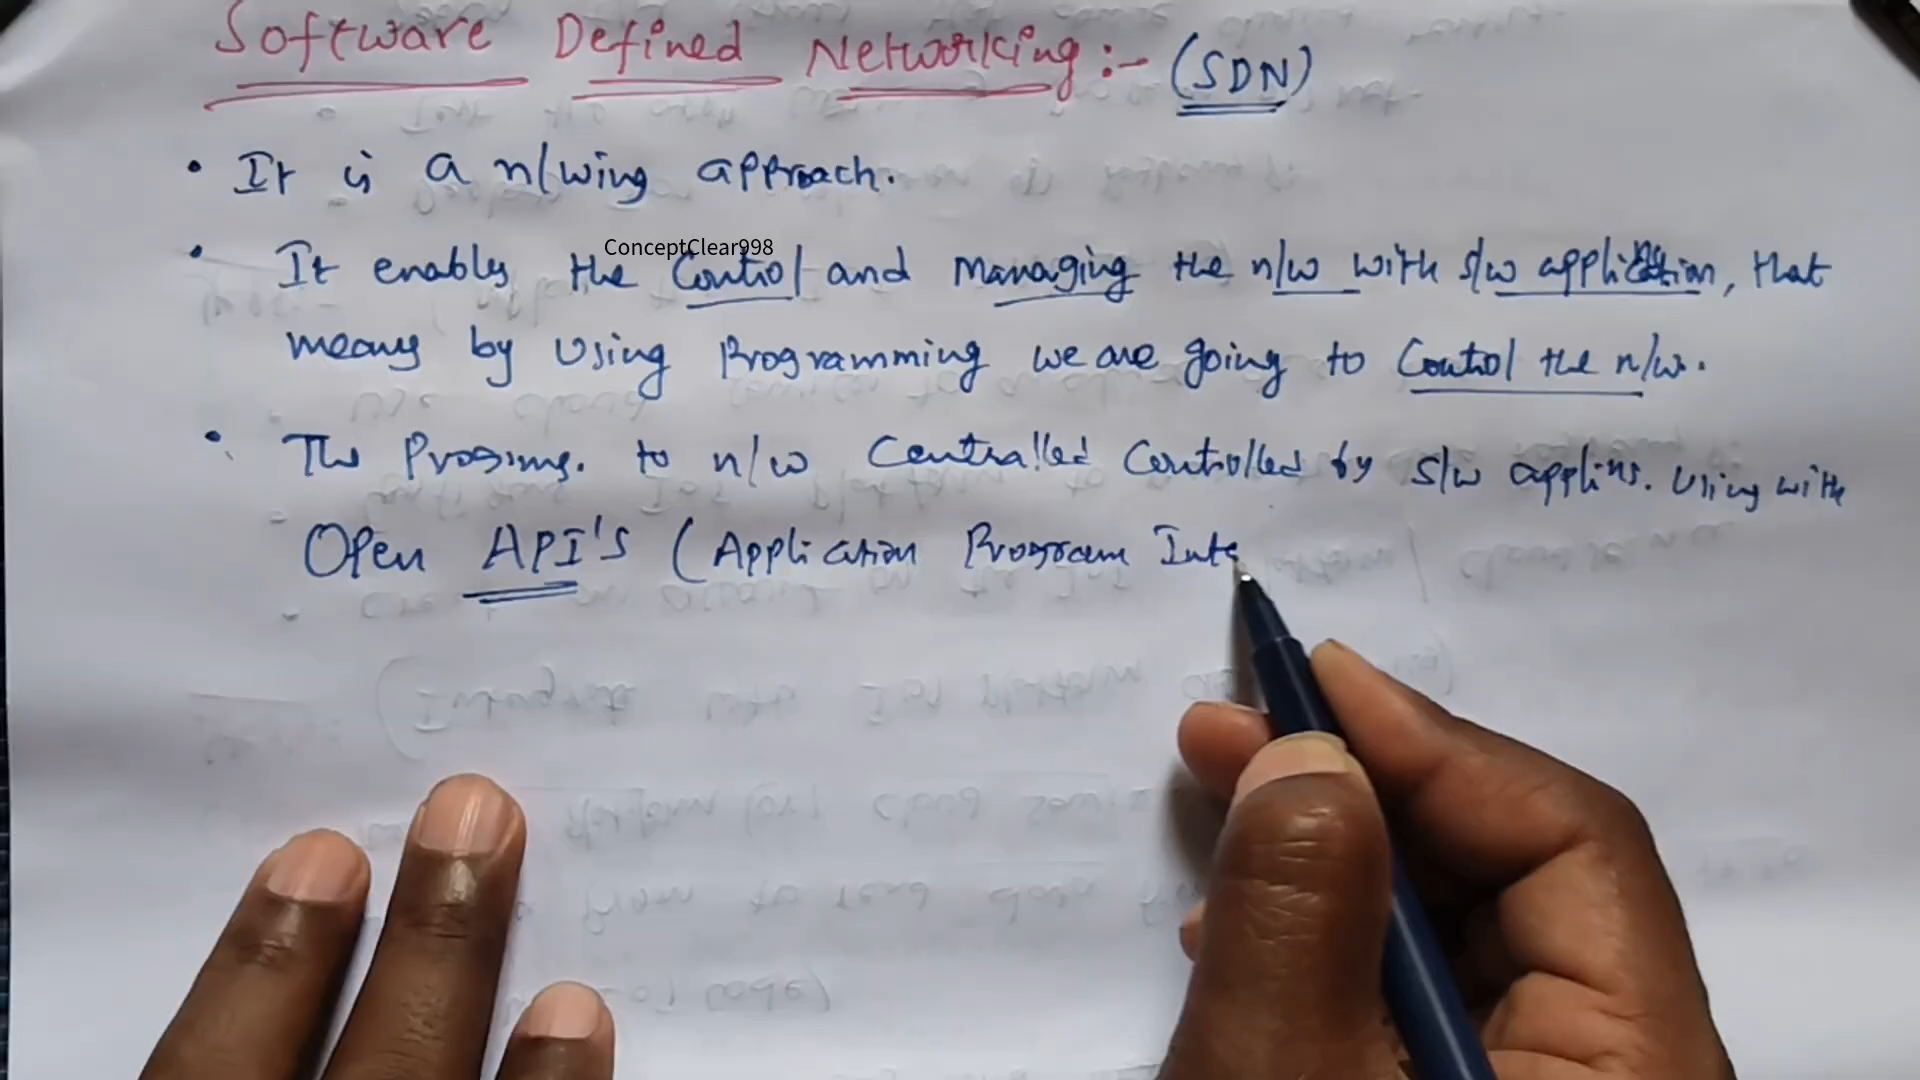 Software Defined Networking:- (SDN)
• It is a n/wing approach.
ConceptClear998
• It enables the control and managing the n/w with s/w application, that
means by using Programming we are going to control the n/w.
• The Progrmg. to n/w Centralled Controlled by s/w applins. using with
Open API's (Application Program Inte